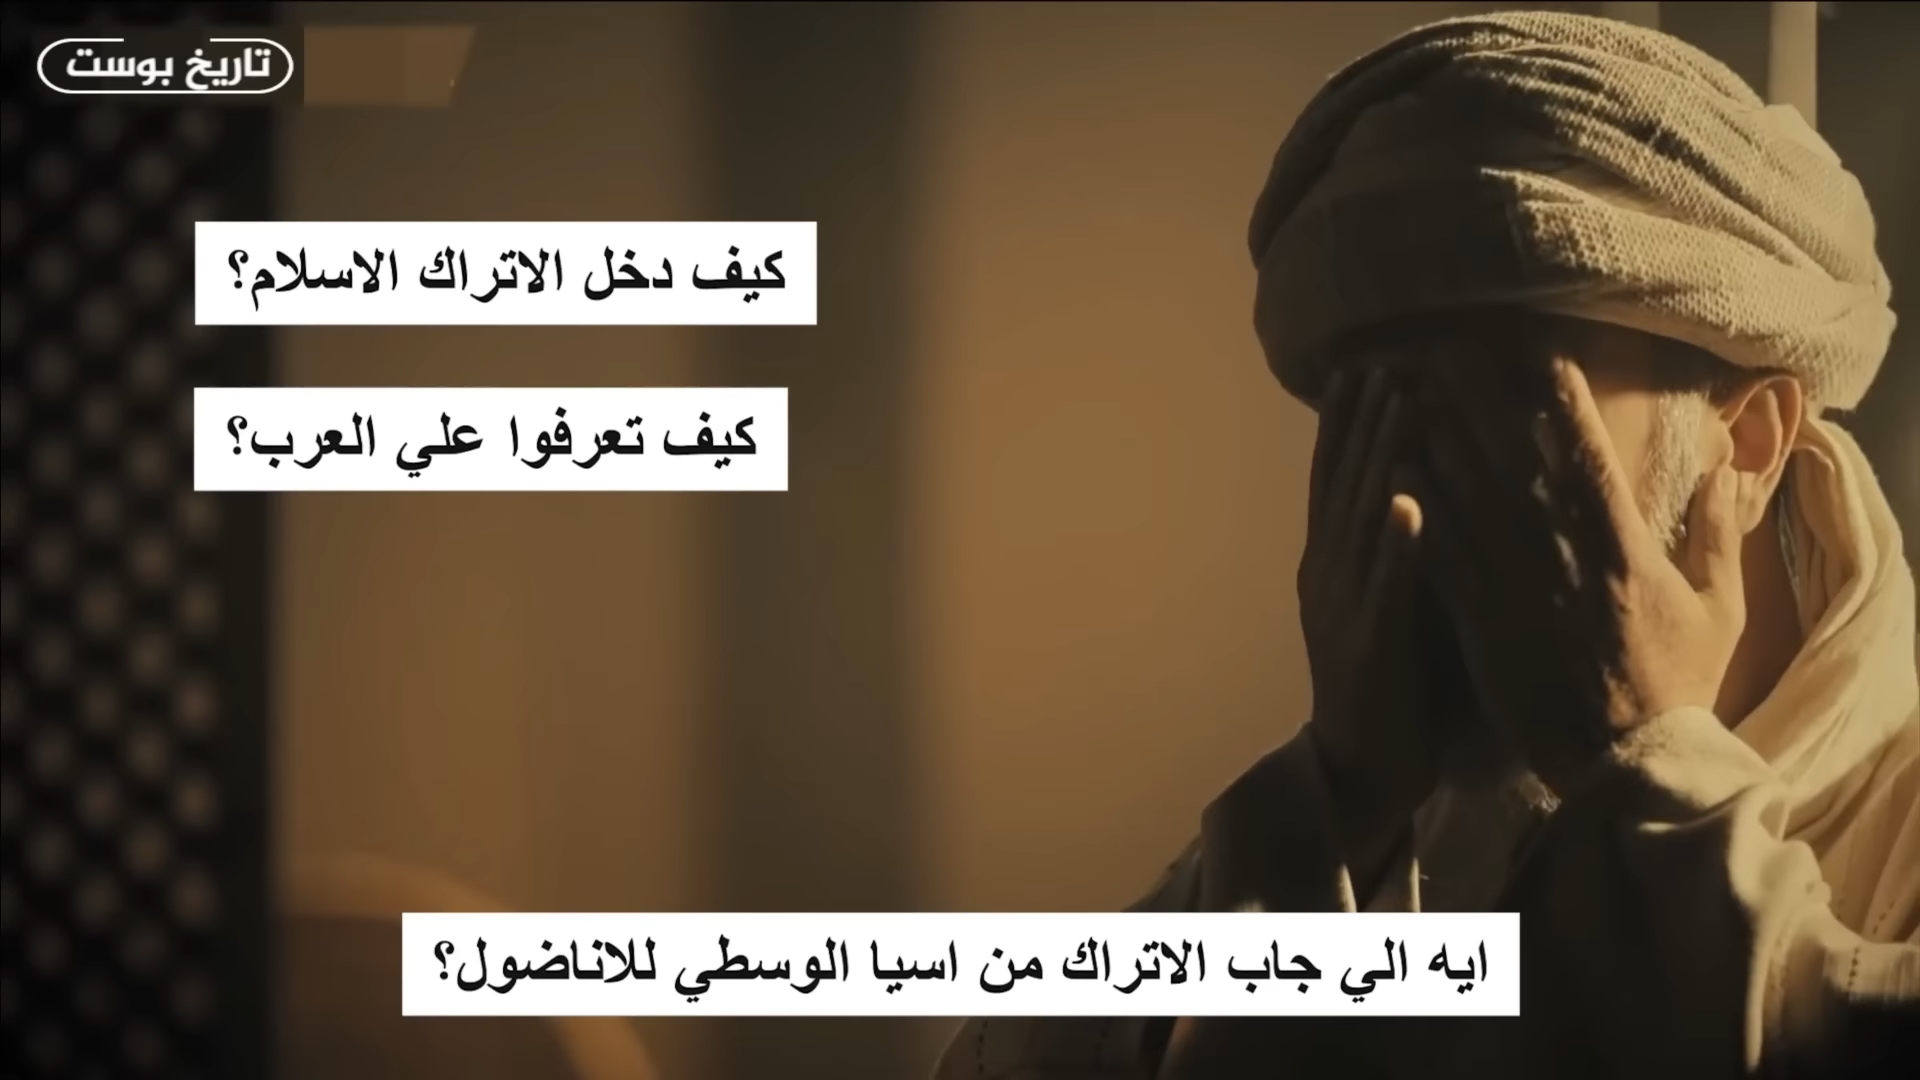 تاريخ بوست
كيف دخل الاتراك الاسلام؟
كيف تعرفوا علي العرب؟
ايه الي جاب الاتراك من اسيا الوسطي للاناضول؟